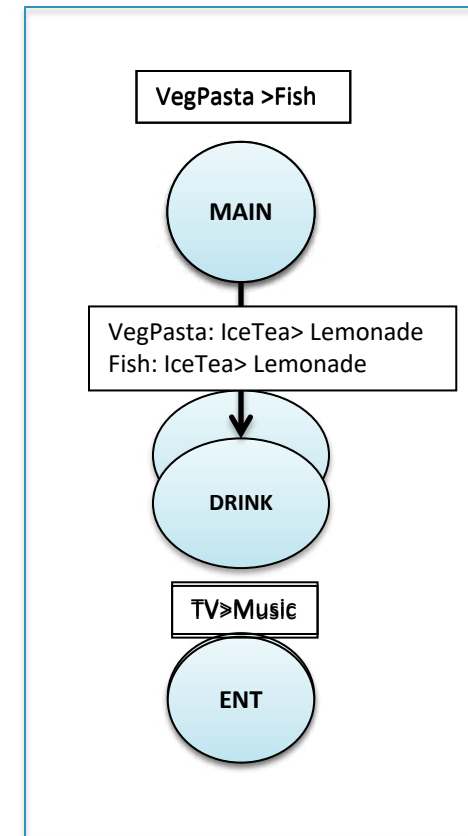 VegPasta >Fish
MAIN
VegPasta: IceTea> Lemonade
Fish: IceTea> Lemonade
DRINK
TV>Music
ENT